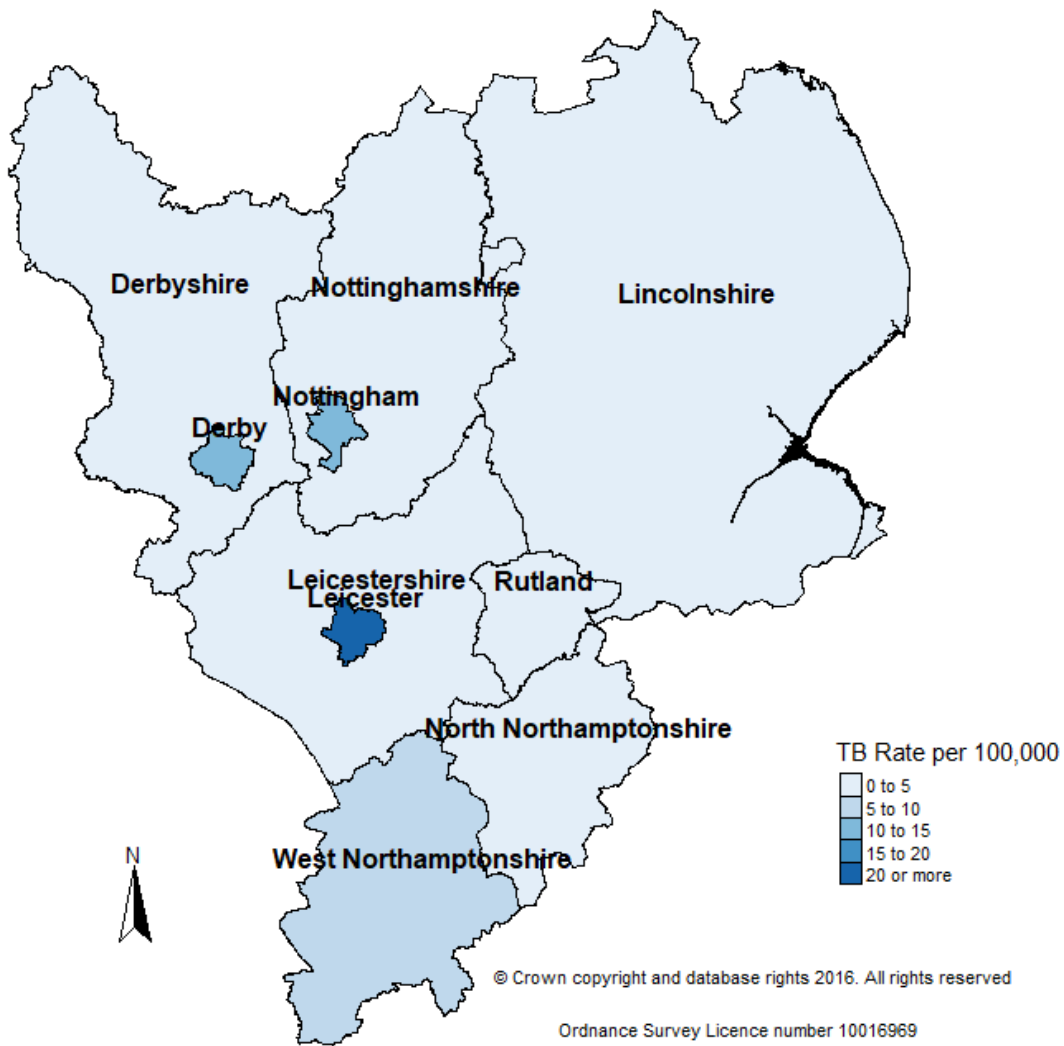 Derbyshire
Nottinghamshire
Lincolnshire
Nottingham
Derby
Leicestershire
Rutland
Leicester
North Northamptonshire
West Northamptonshire
TB Rate per 100,000
0 to 5
5 to 10
10 to 15
15 to 20
20 or more
N
© Crown copyright and database rights 2016. All rights reserved
Ordnance Survey Licence number 10016969